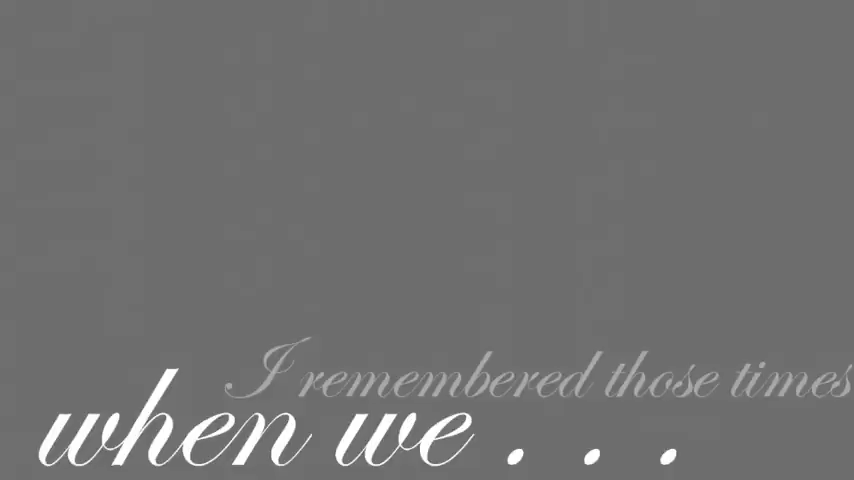 I remembered those times
when we . . .